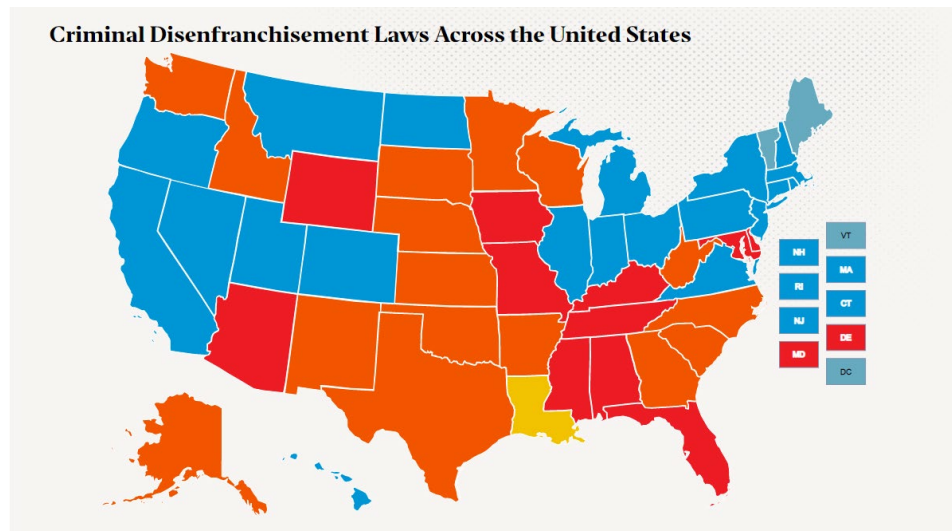 Criminal Disenfranchisement Laws Across the United States
VT
NH
MA
RI
CT
NJ
DE
MD
DC